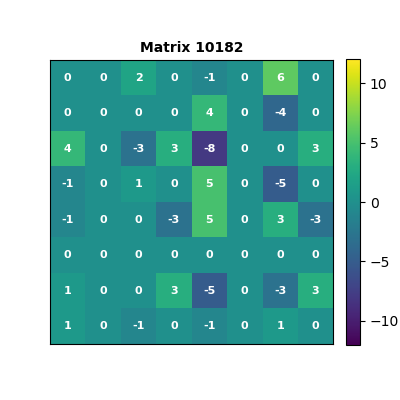 Matrix 10182
0 0 2 0 -1 0 6 0
0 0 0 0 4 0 -4 0
4 0 -3 3 -8 0 0 3
-1 0 1 0 5 0 -5 0
-1 0 0 -3 5 0 3 -3
0 0 0 0 0 0 0 0
1 0 0 3 -5 0 -3 3
1 0 -1 0 -1 0 1 0
10
5
0
−5
−10